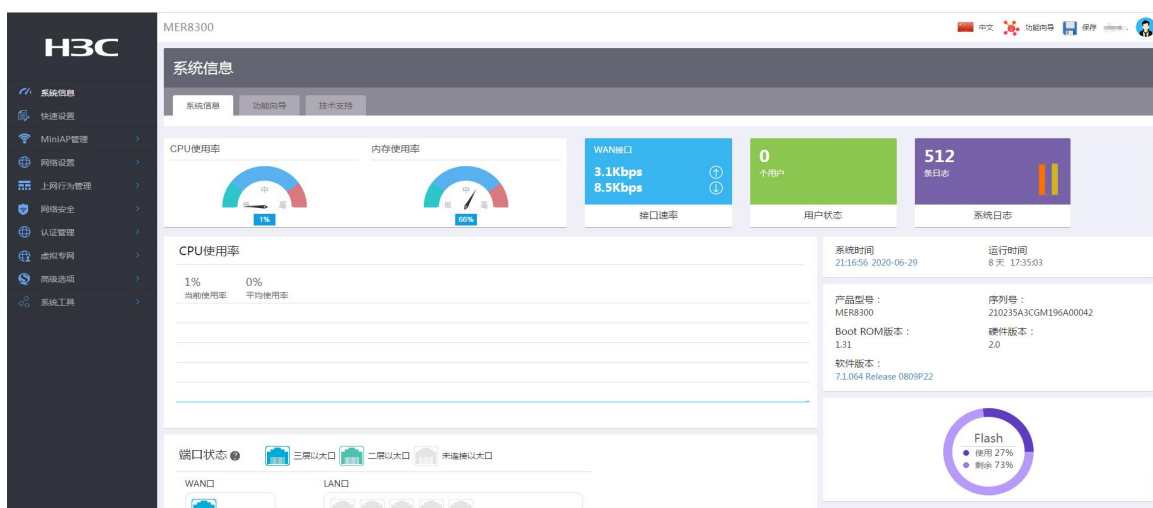 H3C
系统信息
快速设置
MiniAP管理
网络设置
上网行为管理
网络安全
认证管理
虚拟专网
高级选项
系统工具
MER8300
中文
功能向导
保存
系统信息
系统信息
功能向导
技术支持
CPU使用率
低
中
高
1%
内存使用率
低
中
高
66%
WAN接口
3.1Kbps
8.5Kbps
接口速率
0
个用户
用户状态
512
条日志
系统日志
CPU使用率
1%
当前使用率
0%
平均使用率
系统时间
21:16:56 2020-06-29
运行时间
8 天 17:35:03
产品型号：
MER8300
序列号：
210235A3CGM196A00042
Boot ROM版本：
1.31
硬件版本：
2.0
软件版本：
7.1.064 Release 0809P22
Flash
使用 27%
剩余 73%
端口状态
三层以太口
二层以太口
未连接以太口
WAN口
LAN口